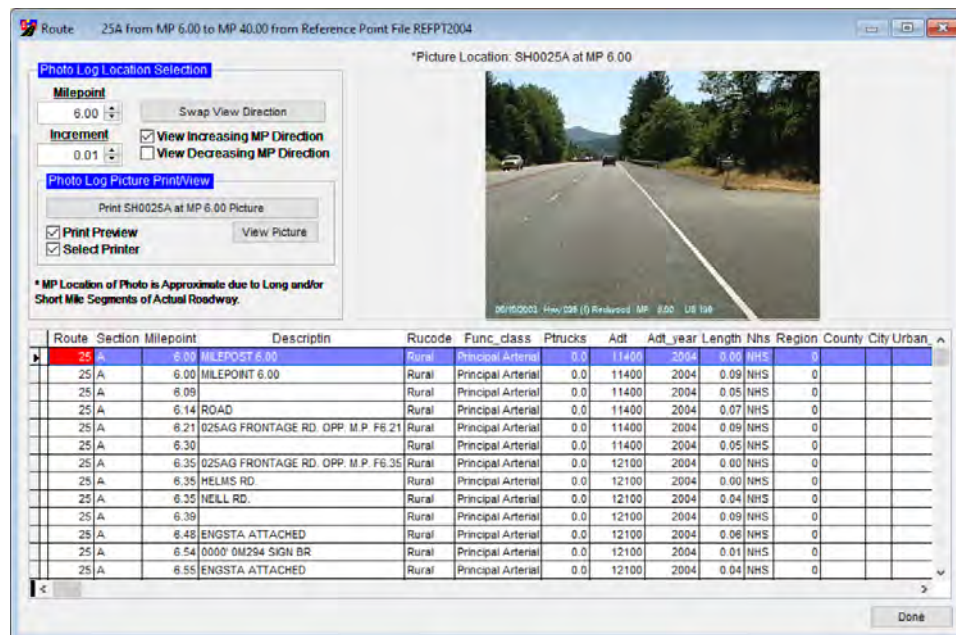 Route 25A from MP 6.00 to MP 40.00 from Reference Point File REFPT2004
*Picture Location: SH0025A at MP 6.00
Photo Log Location Selection
Milepoint
6.00
Swap View Direction
Increment
View Increasing MP Direction
0.01
View Decreasing MP Direction
Photo Log Picture Print/View
Print SH0025A at MP 6.00 Picture
Print Preview
View Picture
Select Printer
* MP Location of Photo is Approximate due to Long and/or
Short Mile Segments of Actual Roadway.
Hwy 025 (I) Redwood MP 6.00 US 199
Route Section Milepoint Descriptin Rucode Func_class Ptrucks Adt Adt_year Length Nhs Region County City Urban_
25 A 6.00 MILEPOST 6.00 Rural Principal Arterial 0.0 11400 2004 0.00 NHS 0
25 A 6.00 MILEPOINT 6.00 Rural Principal Arterial 0.0 11400 2004 0.09 NHS 0
25 A 6.09 Rural Principal Arterial 0.0 11400 2004 0.05 NHS 0
25 A 6.14 ROAD Rural Principal Arterial 0.0 11400 2004 0.07 NHS 0
25 A 6.21 025AG FRONTAGE RD. OPP. M.P. F6.21 Rural Principal Arterial 0.0 11400 2004 0.09 NHS 0
25 A 6.30 Rural Principal Arterial 0.0 11400 2004 0.05 NHS 0
25 A 6.35 025AG FRONTAGE RD. OPP. M.P. F6.35 Rural Principal Arterial 0.0 12100 2004 0.00 NHS 0
25 A 6.35 HELMS RD. Rural Principal Arterial 0.0 12100 2004 0.00 NHS 0
25 A 6.35 NEILL RD. Rural Principal Arterial 0.0 12100 2004 0.04 NHS 0
25 A 6.39 Rural Principal Arterial 0.0 12100 2004 0.09 NHS 0
25 A 6.48 ENGSTA ATTACHED Rural Principal Arterial 0.0 12100 2004 0.06 NHS 0
25 A 6.54 0000' 0M294 SIGN BR Rural Principal Arterial 0.0 12100 2004 0.01 NHS 0
25 A 6.55 ENGSTA ATTACHED Rural Principal Arterial 0.0 12100 2004 0.04 NHS 0
Done